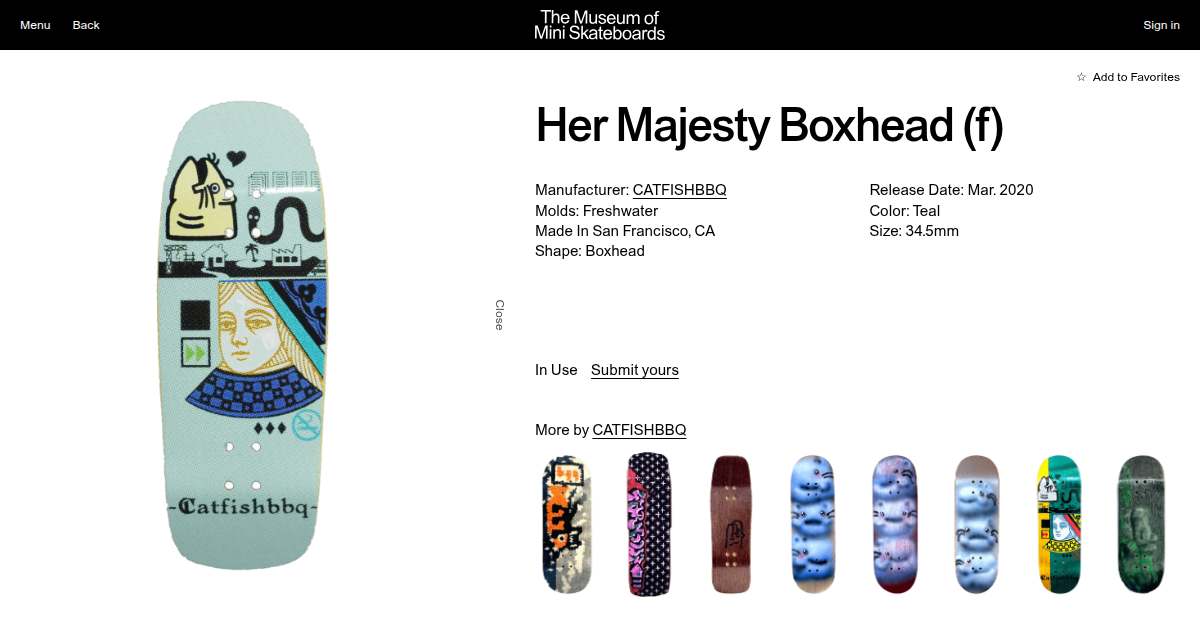 Menu
Back
The Museum of
Mini Skateboards
Sign in
☆ Add to Favorites
Her Majesty Boxhead (f)
Manufacturer: CATFISHBBQ
Molds: Freshwater
Made In San Francisco, CA
Shape: Boxhead
Release Date: Mar. 2020
Color: Teal
Size: 34.5mm
Close
-Catfishbbq-
In Use Submit yours
More by CATFISHBBQ